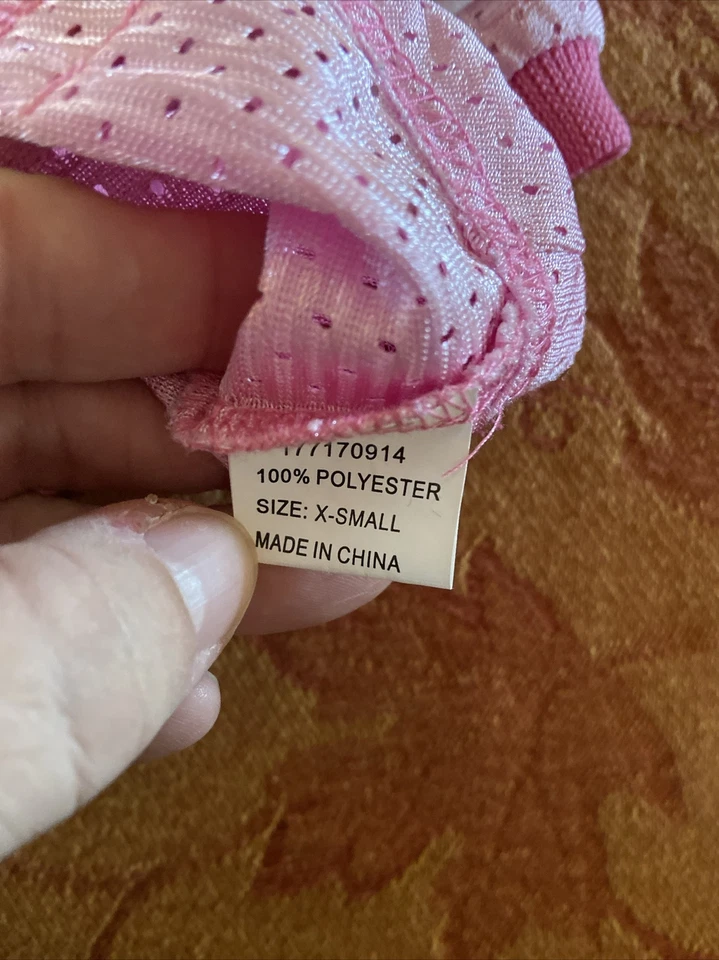 177170914
100% POLYESTER
SIZE: X-SMALL
MADE IN CHINA